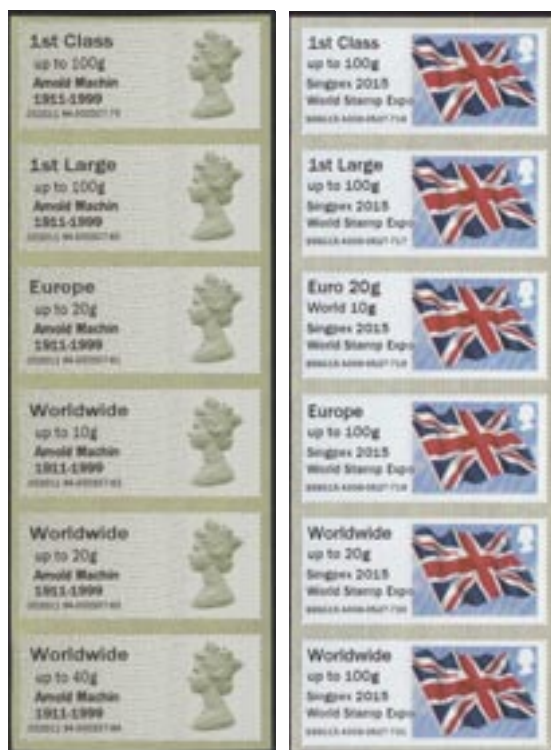 1st Class
up to 100g
Arnold Machin
1911-1999
1st Large
up to 100g
Arnold Machin
1911-1999
Europe
up to 20g
Arnold Machin
1911-1999
Worldwide
up to 10g
Arnold Machin
1911-1999
Worldwide
up to 20g
Arnold Machin
1911-1999
Worldwide
up to 40g
Arnold Machin
1911-1999
1st Class
up to 100g
Singpex 2015
World Stamp Expo
1st Large
up to 100g
Singpex 2015
World Stamp Expo
Euro 20g
World 10g
Singpex 2015
World Stamp Expo
Europe
up to 100g
Singpex 2015
World Stamp Expo
Worldwide
up to 20g
Singpex 2015
World Stamp Expo
Worldwide
up to 100g
Singpex 2015
World Stamp Expo